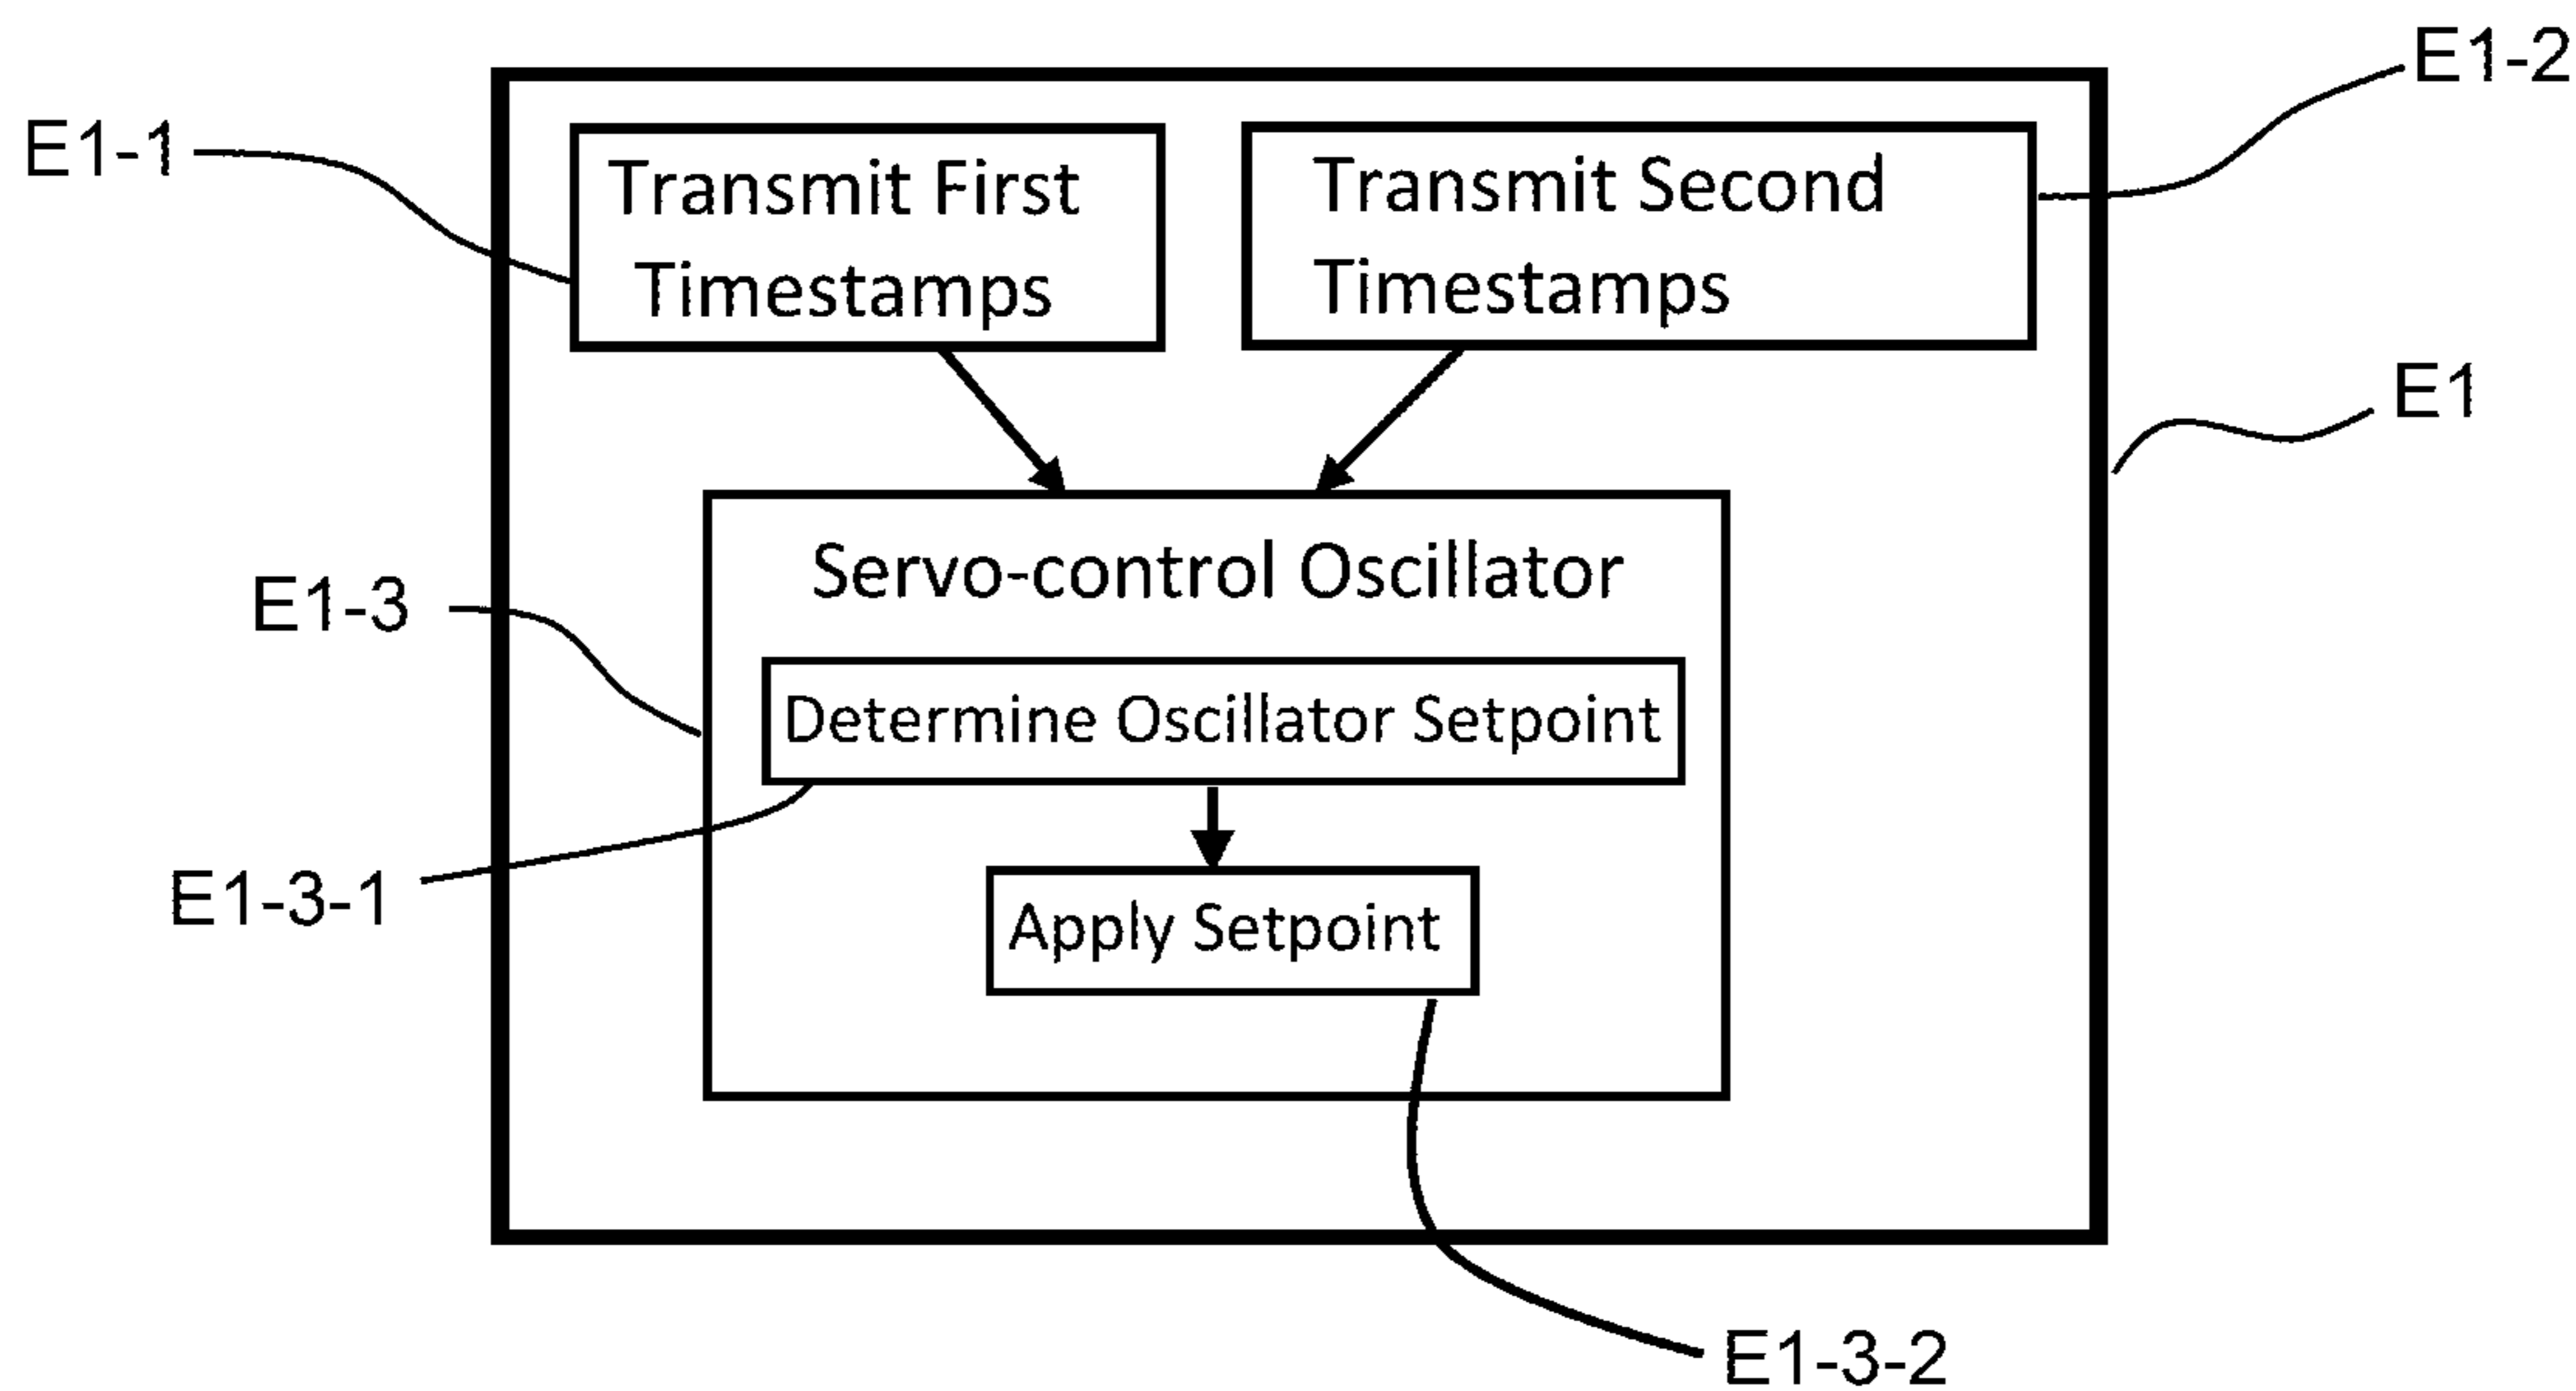 E1-2
E1-1
Transmit First
Timestamps
Transmit Second
Timestamps
E1
Servo-control Oscillator
E1-3
Determine Oscillator Setpoint
E1-3-1
Apply Setpoint
E1-3-2